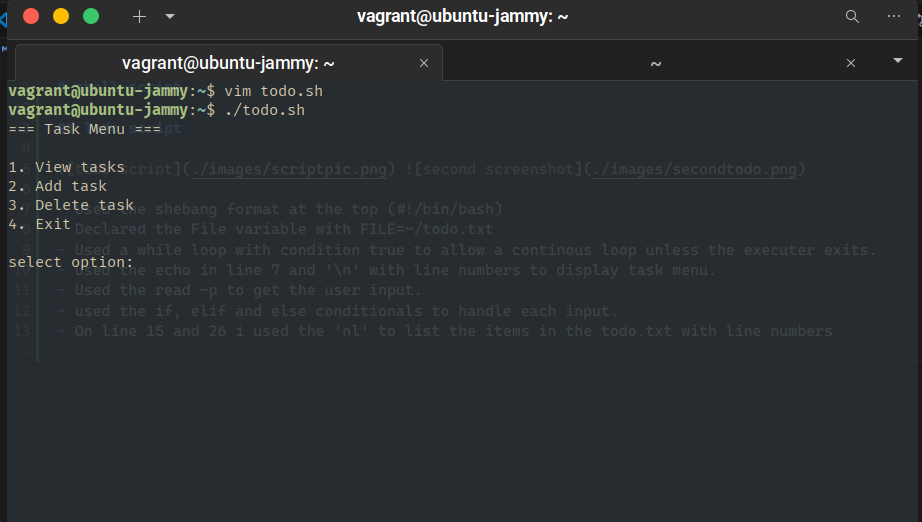 vagrant@ubuntu-jammy: ~
vagrant@ubuntu-jammy: ~ ~
vagrant@ubuntu-jammy:~$ vim todo.sh
vagrant@ubuntu-jammy:~$ ./todo.sh
=== Task Menu ===
script
4
1. View tasks
script](./images/scriptpic.png) ![second screenshot](./images/secondtodo.png)
2. Add task
3. Delete task
- Used the shebang format at the top (#!/bin/bash)
4. Exit
Declared the File variable with FILE=~/todo.txt
9 - Used a while loop with condition true to allow a continous loop unless the executer exits.
select option:
10 - Used the echo in line 7 and '\n' with line numbers to display task menu.
11 - Used the read -p to get the user input.
12 - used the if, elif and else conditionals to handle each input.
13 - On line 15 and 26 i used the 'nl' to list the items in the todo.txt with line numbers